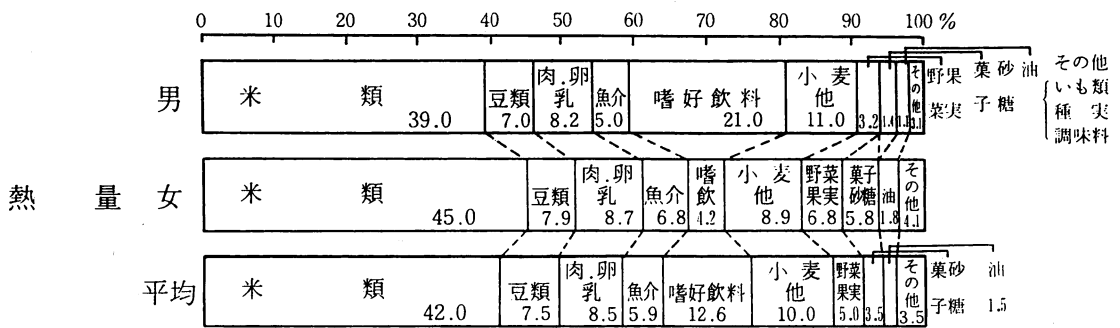 0 10 20 30 40 50 60 70 80 90 100 %
男 米類 39.0 豆類 7.0 肉・卵乳 8.2 魚介 5.0 嗜好飲料 21.0 小麦他 11.0 3.2 その他 3.1
野菜果実 菓子砂糖 油 その他
いも類
種実
調味料
熱量 女 米類 45.0 豆類 7.9 肉・卵乳 8.7 魚介 6.8 嗜飲 4.2 小麦他 8.9 野菜果実 6.8 菓子砂糖 5.8 油 1.8 その他 4.1
平均 米類 42.0 豆類 7.5 肉・卵乳 8.5 魚介 5.9 嗜好飲料 12.6 小麦他 10.0 野菜果実 5.0 3.5 その他 3.5
菓子砂糖 油 1.5